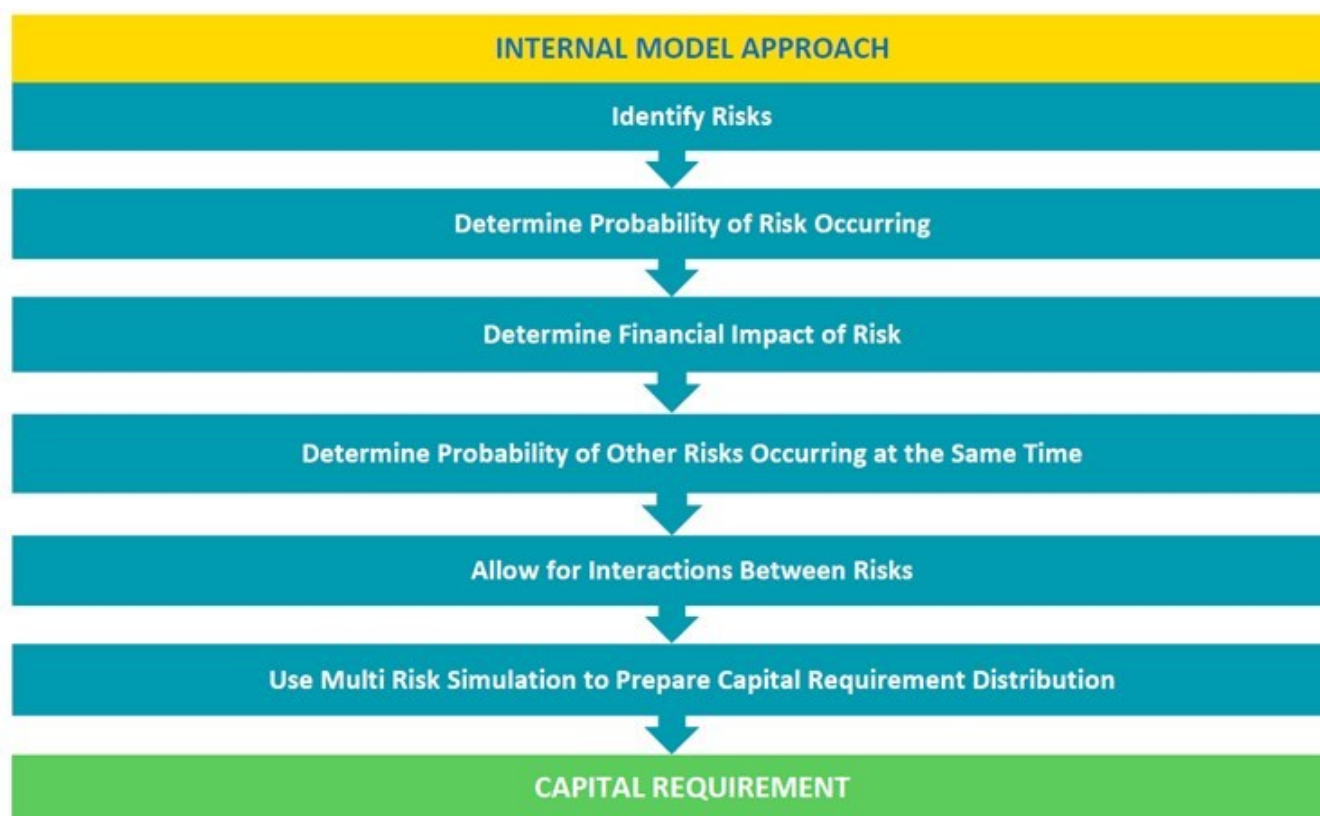 INTERNAL MODEL APPROACH
Identify Risks
Determine Probability of Risk Occurring
Determine Financial Impact of Risk
Determine Probability of Other Risks Occurring at the Same Time
Allow for Interactions Between Risks
Use Multi Risk Simulation to Prepare Capital Requirement Distribution
CAPITAL REQUIREMENT